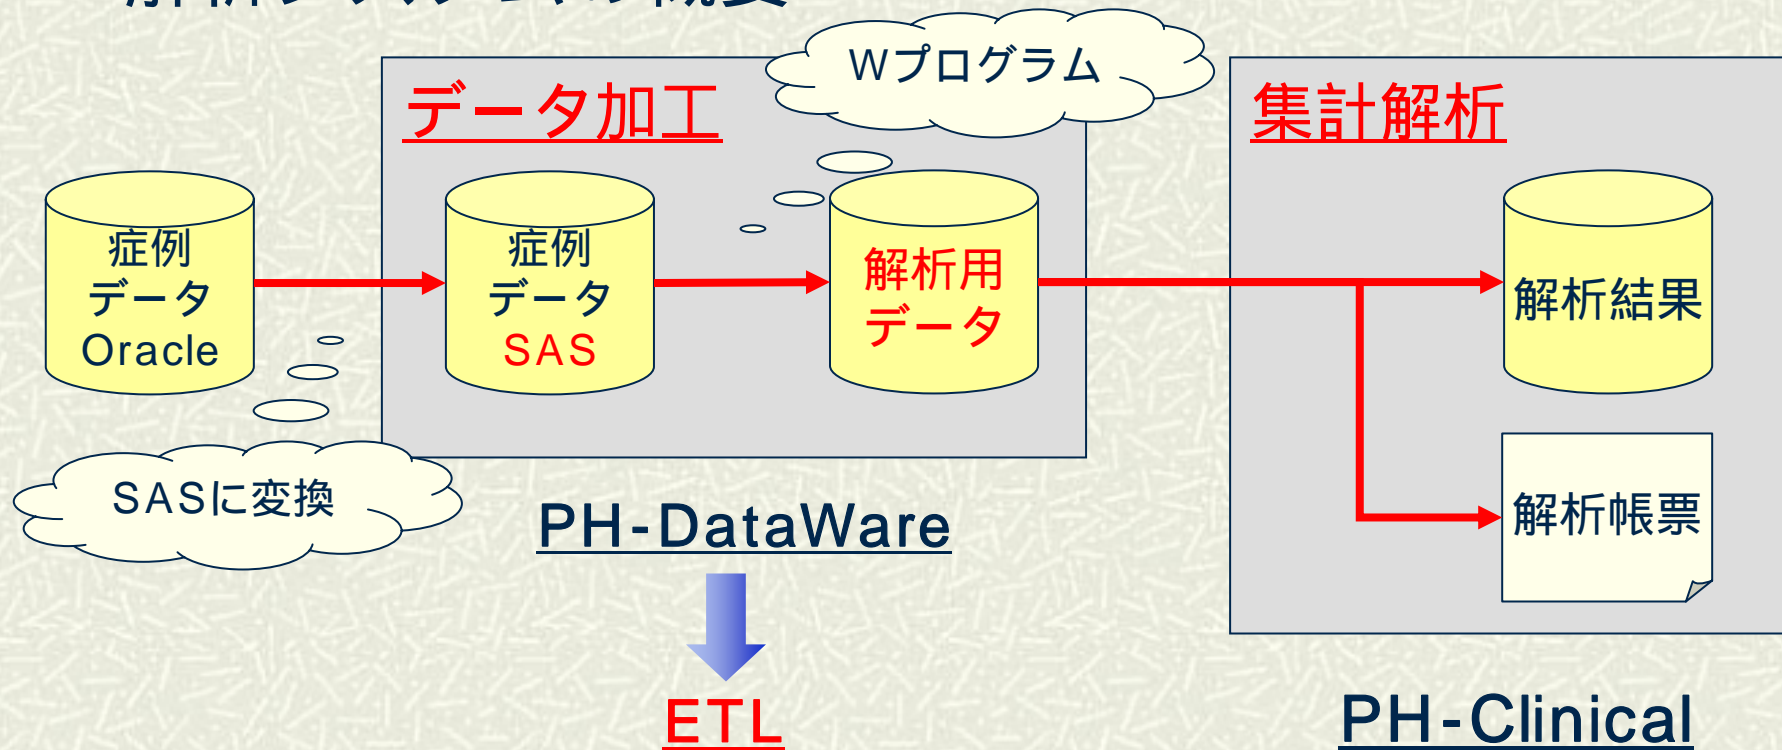 Wプログラム
データ加工
集計解析
症例
データ
Oracle
症例
データ
SAS
解析用
データ
解析結果
SASに変換
解析帳票
PH-DataWare
ETL
PH-Clinical